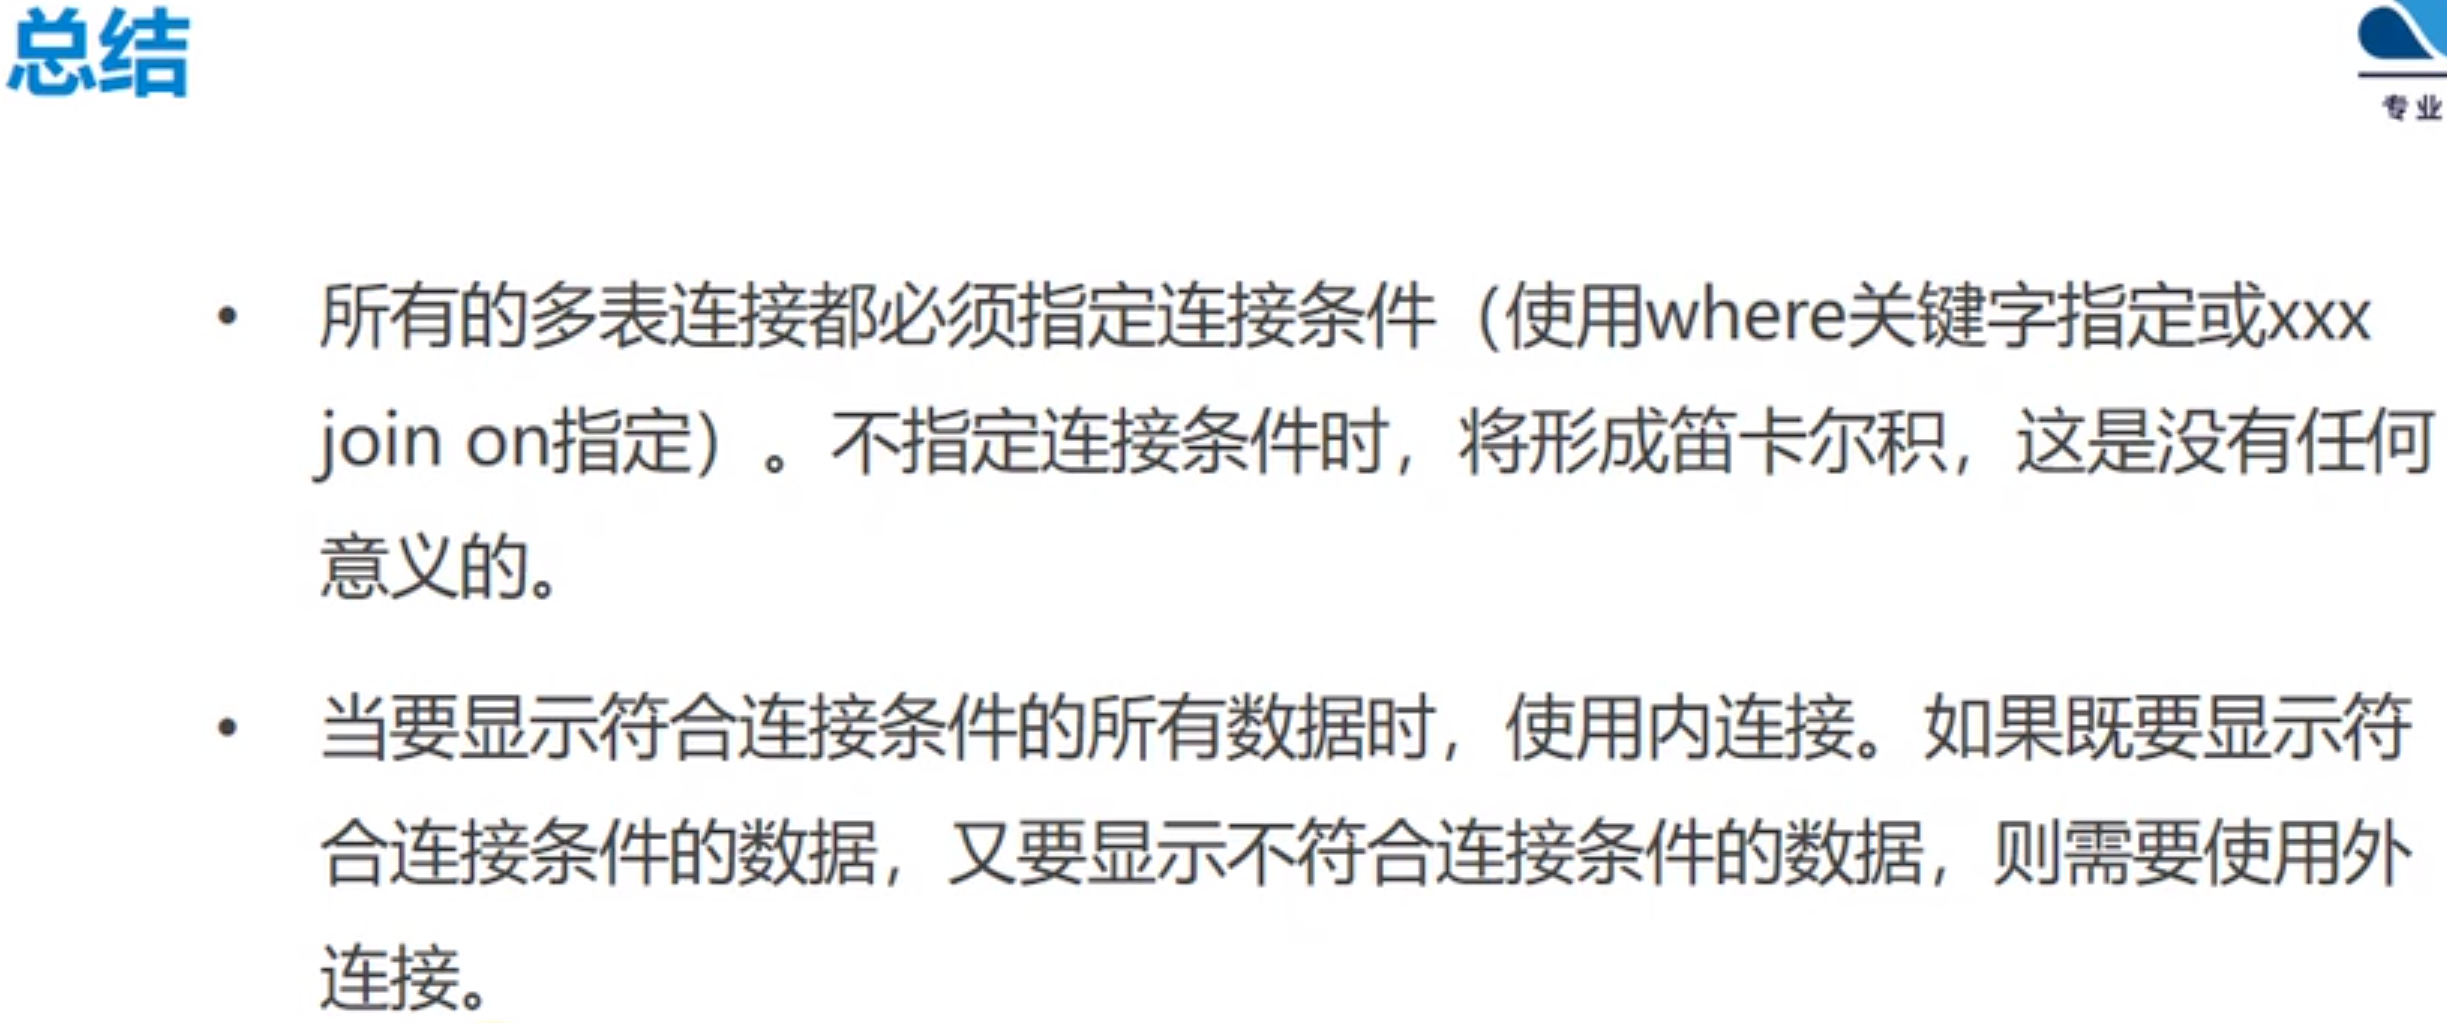 总结
专业
所有的多表连接都必须指定连接条件（使用where关键字指定或xxx
join on指定）。不指定连接条件时，将形成笛卡尔积，这是没有任何
意义的。
当要显示符合连接条件的所有数据时，使用内连接。如果既要显示符
合连接条件的数据，又要显示不符合连接条件的数据，则需要使用外
连接。